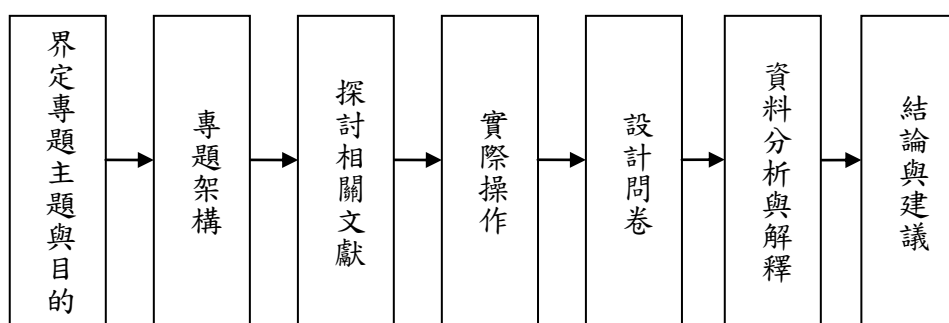 界定專題主題與目的
專題架構
探討相關文獻
實際操作
設計問卷
資料分析與解釋
結論與建議